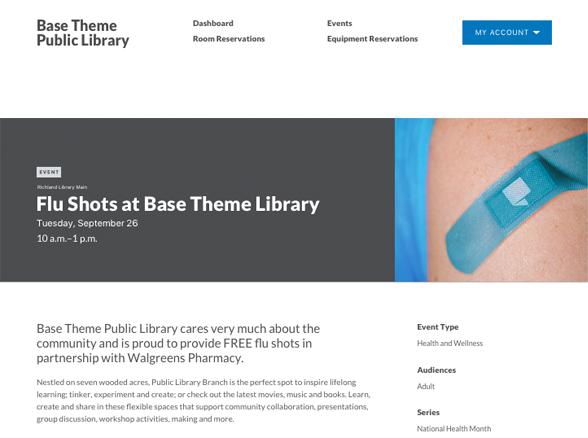 Base Theme
Public Library
Dashboard
Events
Room Reservations
Equipment Reservations
MY ACCOUNT
EVENT
Richland Library Main
Flu Shots at Base Theme Library
Tuesday, September 26
10 a.m.–1 p.m.
Base Theme Public Library cares very much about the
community and is proud to provide FREE flu shots in
partnership with Walgreens Pharmacy.
Nestled on seven wooded acres, Public Library Branch is the perfect spot to inspire lifelong
learning; tinker, experiment and create; or check out the latest movies, music and books. Learn,
create and share in these flexible spaces that support community collaboration, presentations,
group discussion, workshop activities, making and more.
Event Type
Health and Wellness
Audiences
Adult
Series
National Health Month